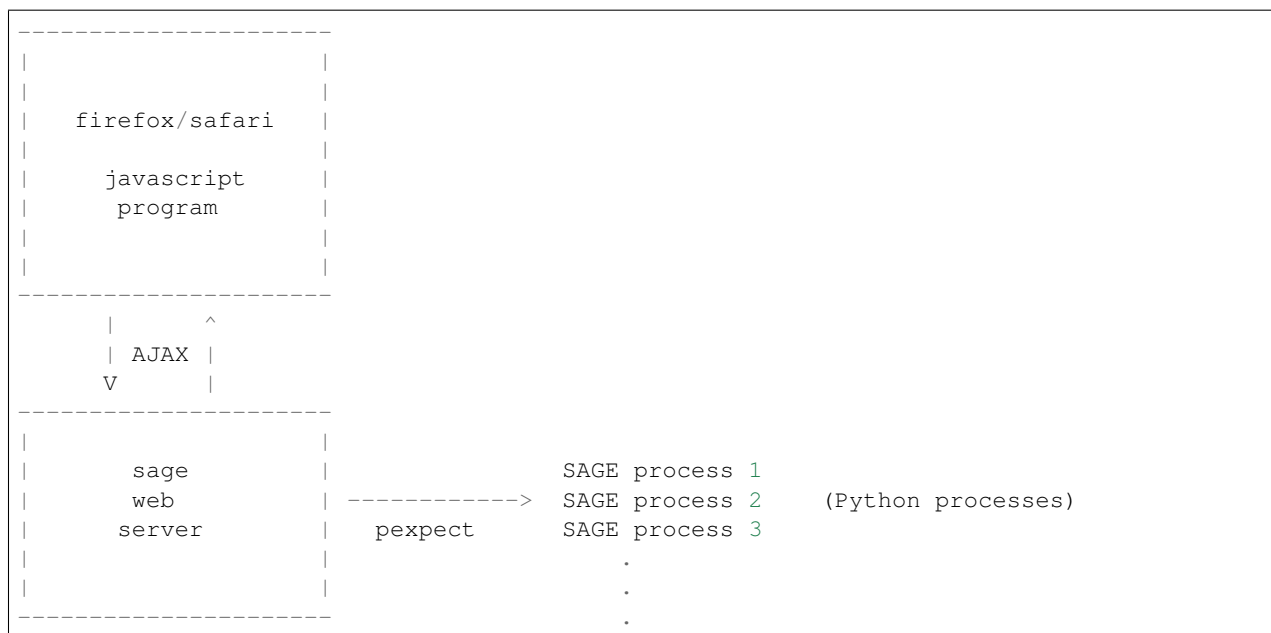 ----------------------
|                    |
|                    |
|   firefox/safari   |
|                    |
|     javascript     |
|      program       |
|                    |
|                    |
----------------------
      |      ^
      | AJAX |
      V      |
----------------------
|                    |
|       sage         |                SAGE process 1
|       web          | ------------>  SAGE process 2    (Python processes)
|      server        |   pexpect      SAGE process 3
|                    |                    .
|                    |                    .
----------------------                    .